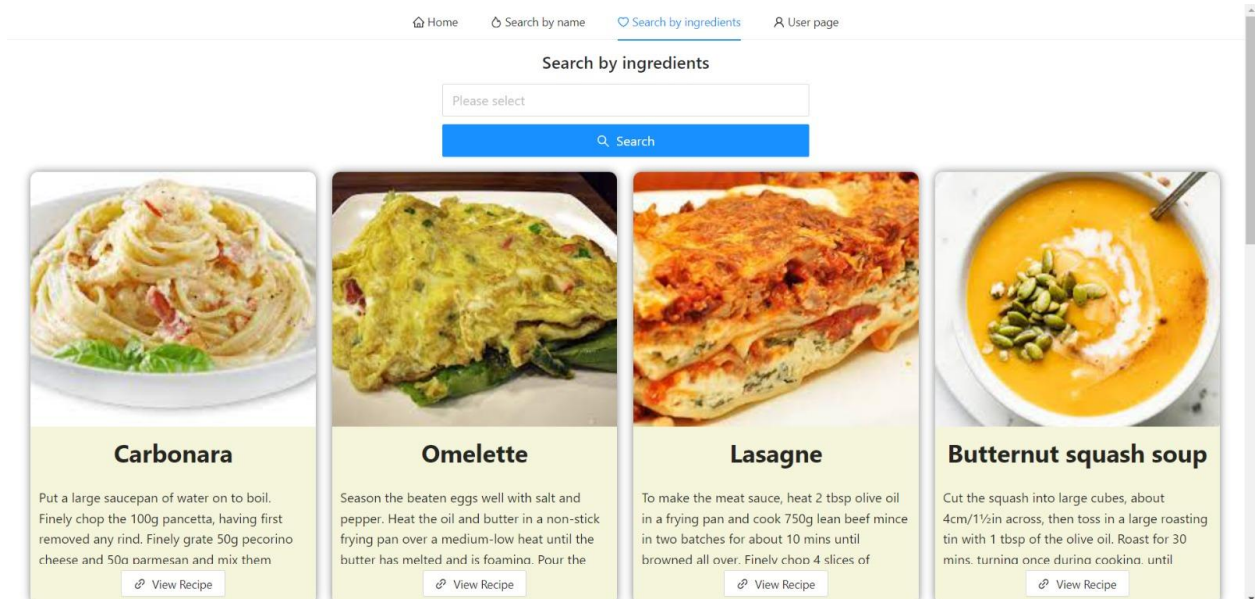 Home Search by name Search by ingredients User page
Search by ingredients
Please select
Search
Carbonara
Put a large saucepan of water on to boil.
Finely chop the 100g pancetta, having first
removed any rind. Finely grate 50g pecorino
cheese and 50g parmesan and mix them
View Recipe
Omelette
Season the beaten eggs well with salt and
pepper. Heat the oil and butter in a non-stick
frying pan over a medium-low heat until the
butter has melted and is foaming. Pour the
View Recipe
Lasagne
To make the meat sauce, heat 2 tbsp olive oil
in a frying pan and cook 750g lean beef mince
in two batches for about 10 mins until
browned all over. Finely chop 4 slices of
View Recipe
Butternut squash soup
Cut the squash into large cubes, about
4cm/1½in across, then toss in a large roasting
tin with 1 tbsp of the olive oil. Roast for 30
mins, turning once during cooking, until
View Recipe